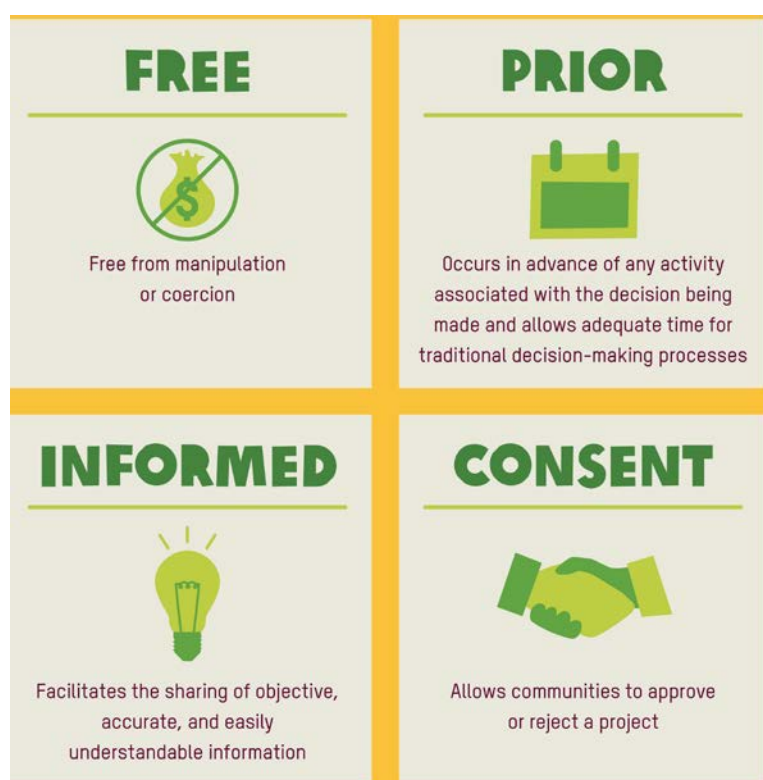 FREE
$
Free from manipulation
or coercion
PRIOR
Occurs in advance of any activity
associated with the decision being
made and allows adequate time for
traditional decision-making processes
INFORMED
Facilitates the sharing of objective,
accurate, and easily
understandable information
CONSENT
Allows communities to approve
or reject a project